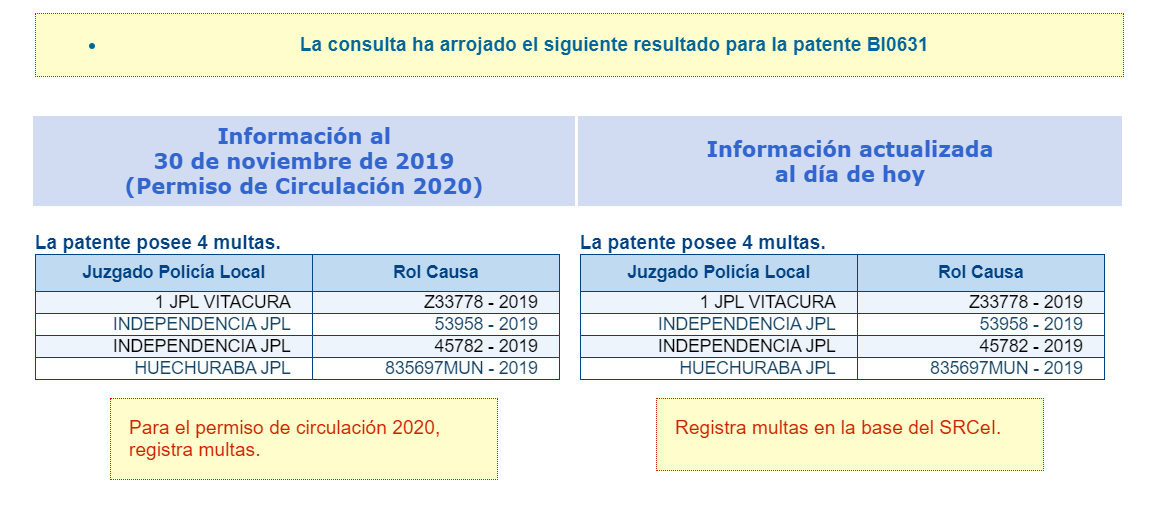 La consulta ha arrojado el siguiente resultado para la patente BI0631
Información al
30 de noviembre de 2019
(Permiso de Circulación 2020)
La patente posee 4 multas.
Juzgado Policía Local Rol Causa
1 JPL VITACURA Z33778 - 2019
INDEPENDENCIA JPL 53958 - 2019
INDEPENDENCIA JPL 45782 - 2019
HUECHURABA JPL 835697MUN - 2019
Para el permiso de circulación 2020,
registra multas.
Información actualizada
al día de hoy
La patente posee 4 multas.
Juzgado Policía Local Rol Causa
1 JPL VITACURA Z33778 - 2019
INDEPENDENCIA JPL 53958 - 2019
INDEPENDENCIA JPL 45782 - 2019
HUECHURABA JPL 835697MUN - 2019
Registra multas en la base del SRCeI.